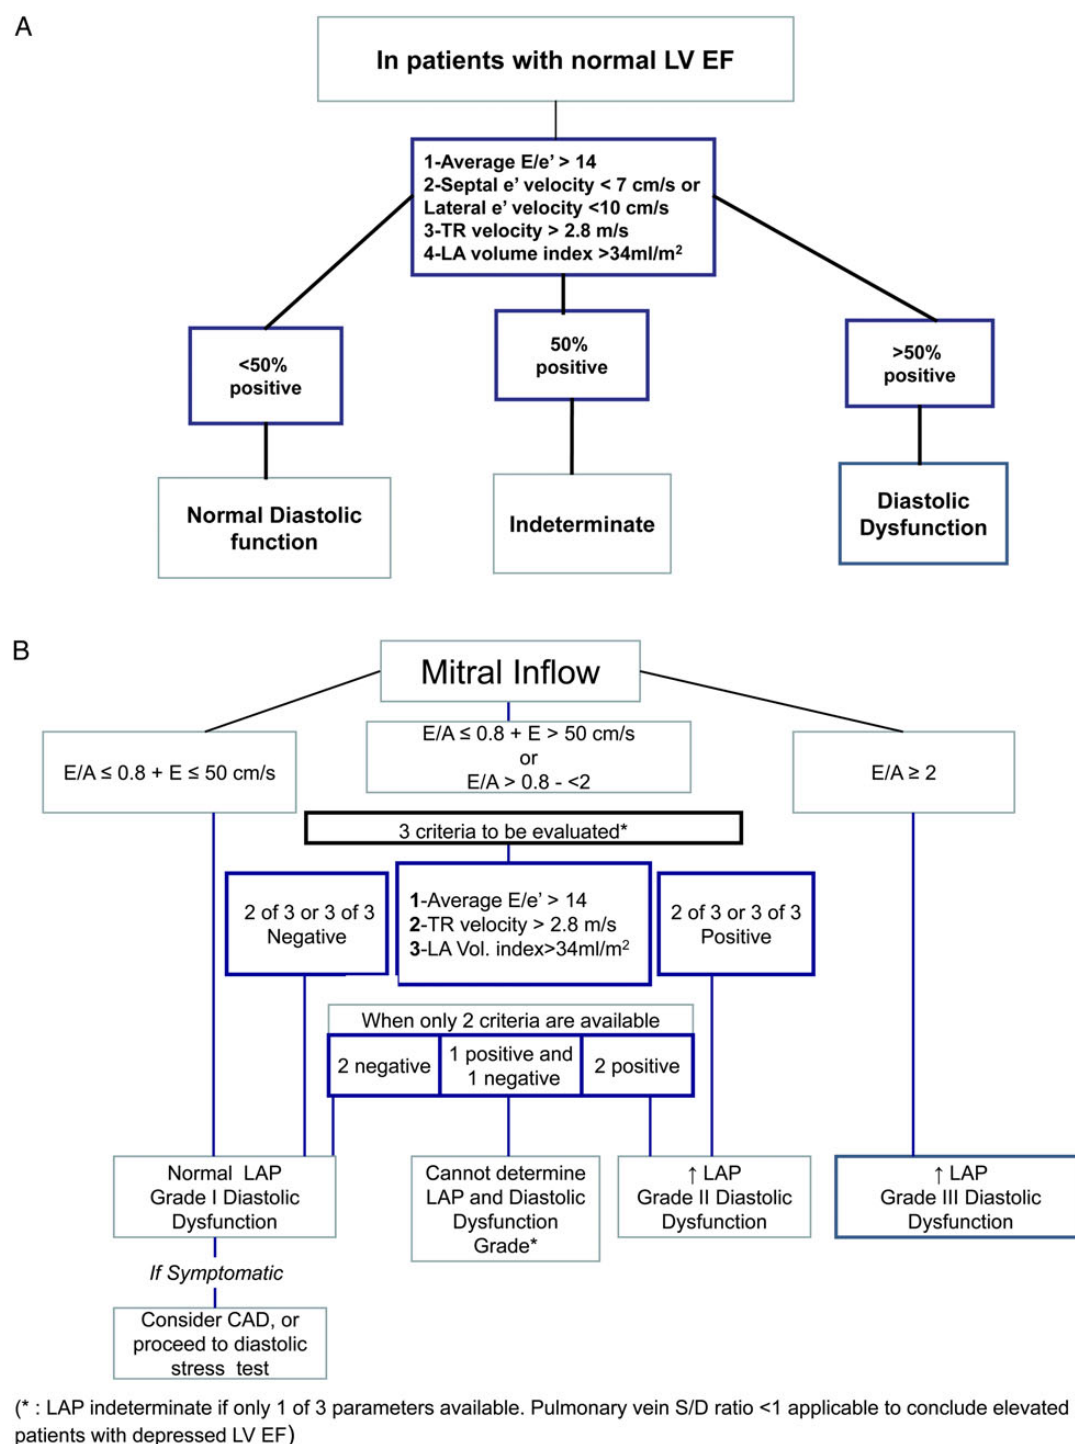 A
In patients with normal LV EF
1-Average E/e’ > 14
2-Septal e’ velocity < 7 cm/s or
Lateral e’ velocity <10 cm/s
3-TR velocity > 2.8 m/s
4-LA volume index >34ml/m²
<50%
positive
50%
positive
>50%
positive
Normal Diastolic
function
Indeterminate
Diastolic
Dysfunction
B
Mitral Inflow
E/A ≤ 0.8 + E ≤ 50 cm/s
E/A ≤ 0.8 + E > 50 cm/s
or
E/A > 0.8 - <2
E/A ≥ 2
3 criteria to be evaluated*
2 of 3 or 3 of 3
Negative
1-Average E/e’ > 14
2-TR velocity > 2.8 m/s
3-LA Vol. index>34ml/m²
2 of 3 or 3 of 3
Positive
When only 2 criteria are available
2 negative
1 positive and
1 negative
2 positive
Normal LAP
Grade I Diastolic
Dysfunction
Cannot determine
LAP and Diastolic
Dysfunction
Grade*
↑ LAP
Grade II Diastolic
Dysfunction
↑ LAP
Grade III Diastolic
Dysfunction
If Symptomatic
Consider CAD, or
proceed to diastolic
stress test
(* : LAP indeterminate if only 1 of 3 parameters available. Pulmonary vein S/D ratio <1 applicable to conclude elevated
patients with depressed LV EF)